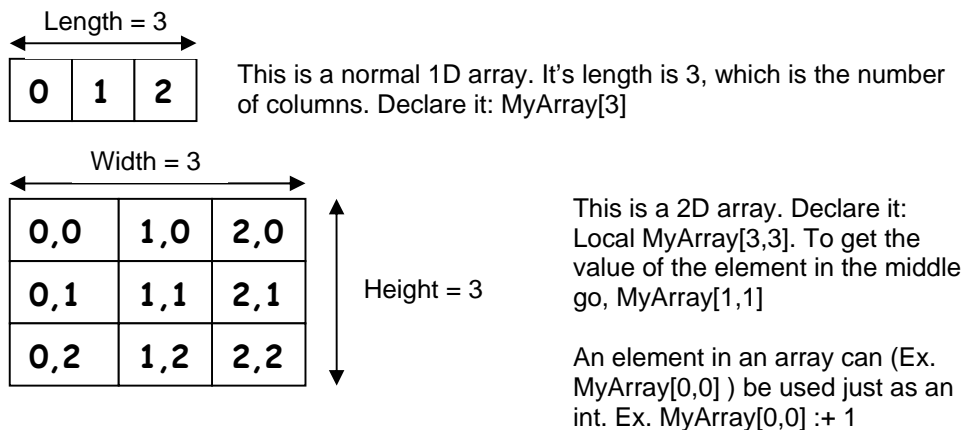 Length = 3
0 1 2
This is a normal 1D array. It's length is 3, which is the number
of columns. Declare it: MyArray[3]
Width = 3
0,0 1,0 2,0
0,1 1,1 2,1
0,2 1,2 2,2
Height = 3
This is a 2D array. Declare it:
Local MyArray[3,3]. To get the
value of the element in the middle
go, MyArray[1,1]
An element in an array can (Ex.
MyArray[0,0] ) be used just as an
int. Ex. MyArray[0,0] :+ 1